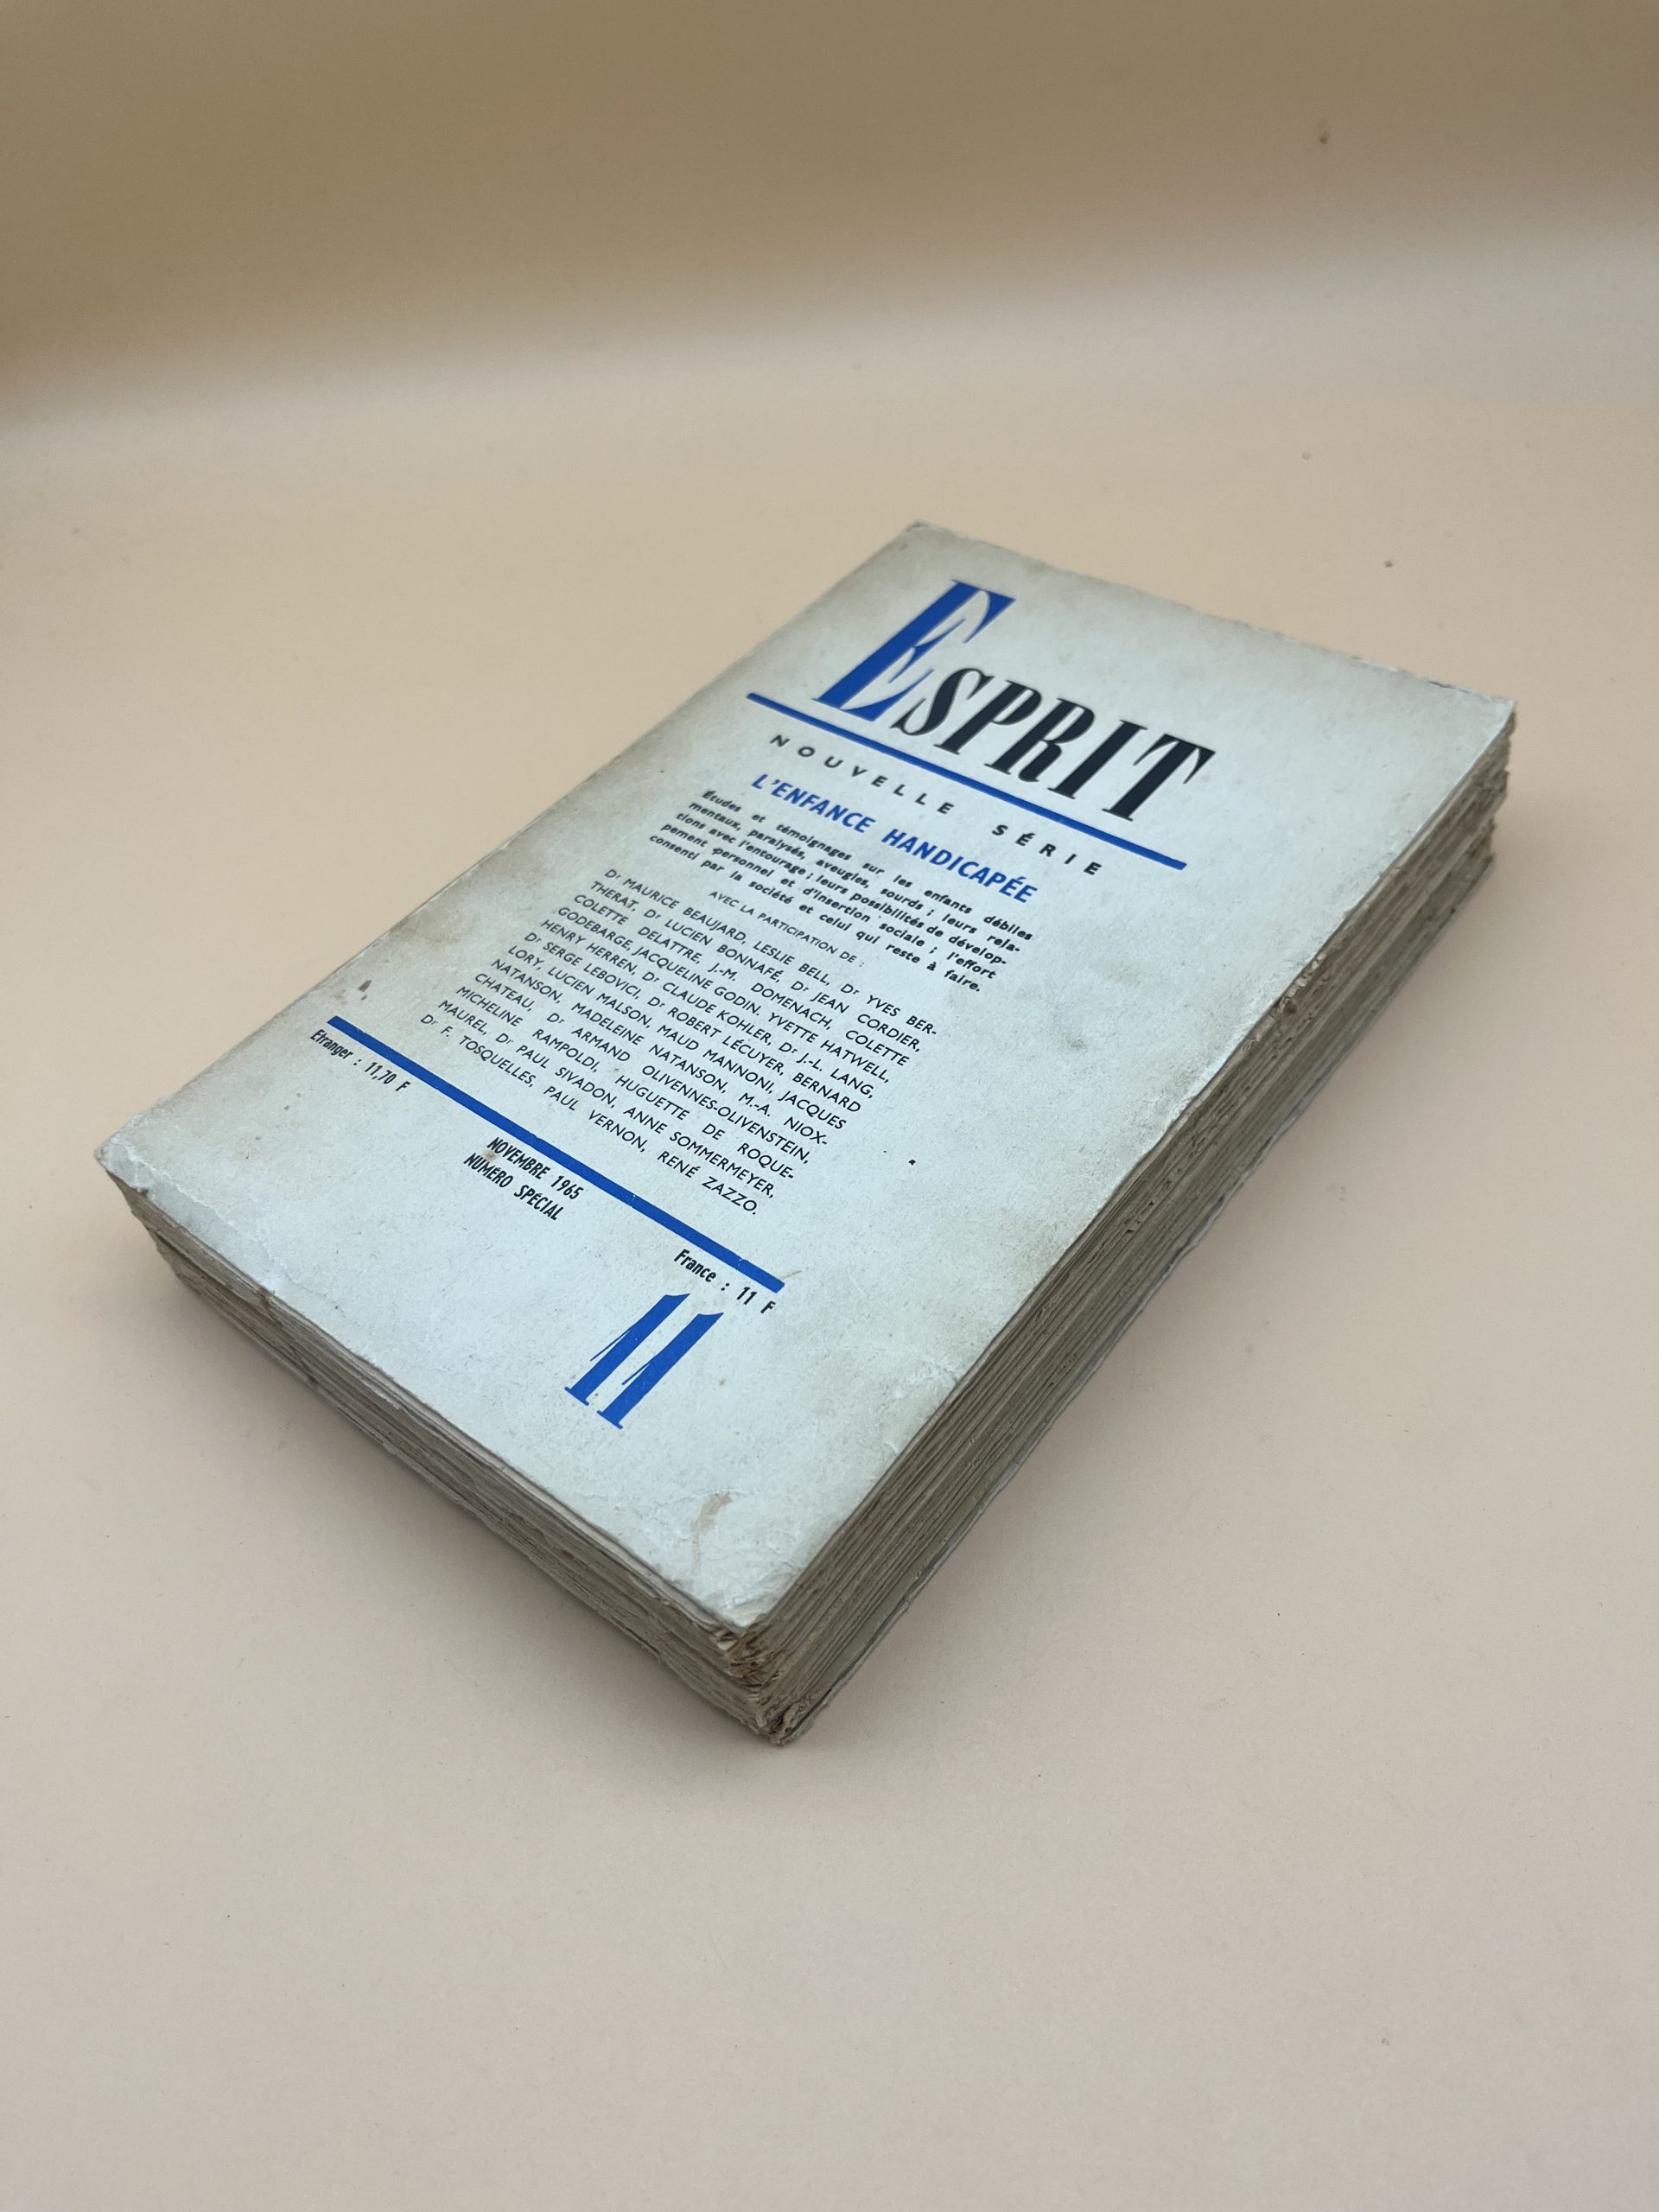 ESPRIT
NOUVELLE SÉRIE
L'ENFANCE HANDICAPÉE
Études et témoignages sur les enfants débiles
mentaux, paralysés, aveugles, sourds ; leurs rela-
tions avec l'entourage ; leurs possibilités de dévelop-
pement personnel et d'insertion sociale ; l'effort
consenti par la société et celui qui reste à faire.
AVEC LA PARTICIPATION DE :
Dr MAURICE BEAUJARD, LESLIE BELL, Dr YVES BER-
THERAT, Dr LUCIEN BONNAFÉ, Dr JEAN CORDIER,
COLETTE DELATTRE, J.-M. DOMENACH, COLETTE
GODEBARGE, JACQUELINE GODIN, YVETTE HATWELL,
HENRY HERREN, Dr CLAUDE KOHLER, Dr J.-L. LANG,
Dr SERGE LEBOVICI, Dr ROBERT LÉCUYER, BERNARD
LORY, LUCIEN MALSON, MAUD MANNONI, JACQUES
NATANSON, MADELEINE NATANSON, M.-A. NIOX-
CHATEAU, Dr ARMAND OLIVENNES-OLIVENSTEIN,
MICHELINE RAMPOLDI, HUGUETTE DE ROQUE-
MAUREL, Dr PAUL SIVADON, ANNE SOMMERMEYER,
Dr F. TOSQUELLES, PAUL VERNON, RENÉ ZAZZO.
Etranger : 11,70 F
NOVEMBRE 1965
NUMÉRO SPÉCIAL
France : 11 F
11